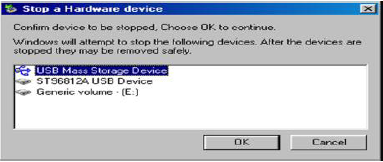 Stop a Hardware device
Confirm device to be stopped, Choose OK to continue.
Windows will attempt to stop the following devices. After the devices are
stopped they may be removed safely.
USB Mass Storage Device
ST96812A USB Device
Generic volume - (E:)
OK
Cancel